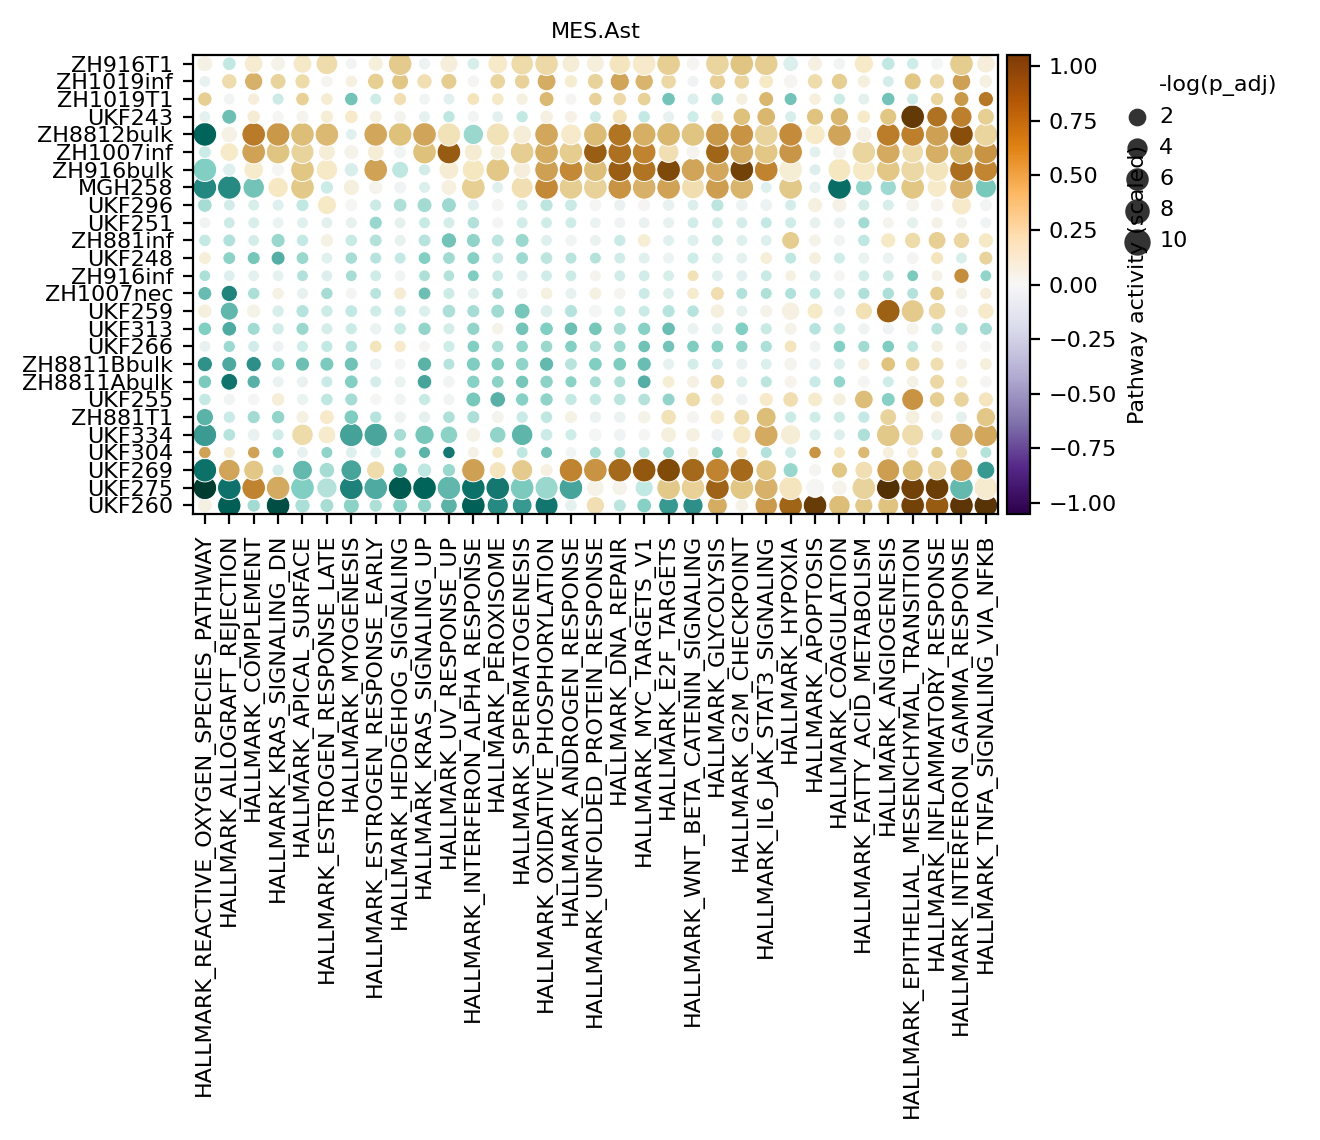 MES.Ast
ZH916T1
ZH1019inf
ZH1019T1
UKF243
ZH8812bulk
ZH1007inf
ZH916bulk
MGH258
UKF296
UKF251
ZH881inf
UKF248
ZH916inf
ZH1007nec
UKF259
UKF313
UKF266
ZH8811Bbulk
ZH8811Abulk
UKF255
ZH881T1
UKF334
UKF304
UKF269
UKF275
UKF260
HALLMARK_REACTIVE_OXYGEN_SPECIES_PATHWAY
HALLMARK_ALLOGRAFT_REJECTION
HALLMARK_COMPLEMENT
HALLMARK_KRAS_SIGNALING_DN
HALLMARK_APICAL_SURFACE
HALLMARK_ESTROGEN_RESPONSE_LATE
HALLMARK_MYOGENESIS
HALLMARK_ESTROGEN_RESPONSE_EARLY
HALLMARK_HEDGEHOG_SIGNALING
HALLMARK_KRAS_SIGNALING_UP
HALLMARK_UV_RESPONSE_UP
HALLMARK_INTERFERON_ALPHA_RESPONSE
HALLMARK_PEROXISOME
HALLMARK_SPERMATOGENESIS
HALLMARK_OXIDATIVE_PHOSPHORYLATION
HALLMARK_ANDROGEN_RESPONSE
HALLMARK_UNFOLDED_PROTEIN_RESPONSE
HALLMARK_DNA_REPAIR
HALLMARK_MYC_TARGETS_V1
HALLMARK_E2F_TARGETS
HALLMARK_WNT_BETA_CATENIN_SIGNALING
HALLMARK_GLYCOLYSIS
HALLMARK_G2M_CHECKPOINT
HALLMARK_IL6_JAK_STAT3_SIGNALING
HALLMARK_HYPOXIA
HALLMARK_APOPTOSIS
HALLMARK_COAGULATION
HALLMARK_FATTY_ACID_METABOLISM
HALLMARK_ANGIOGENESIS
HALLMARK_EPITHELIAL_MESENCHYMAL_TRANSITION
HALLMARK_INFLAMMATORY_RESPONSE
HALLMARK_INTERFERON_GAMMA_RESPONSE
HALLMARK_TNFA_SIGNALING_VIA_NFKB
1.00
0.75
0.50
0.25
0.00
−0.25
−0.50
−0.75
−1.00
Pathway activity (scaled)
-log(p_adj)
2
4
6
8
10